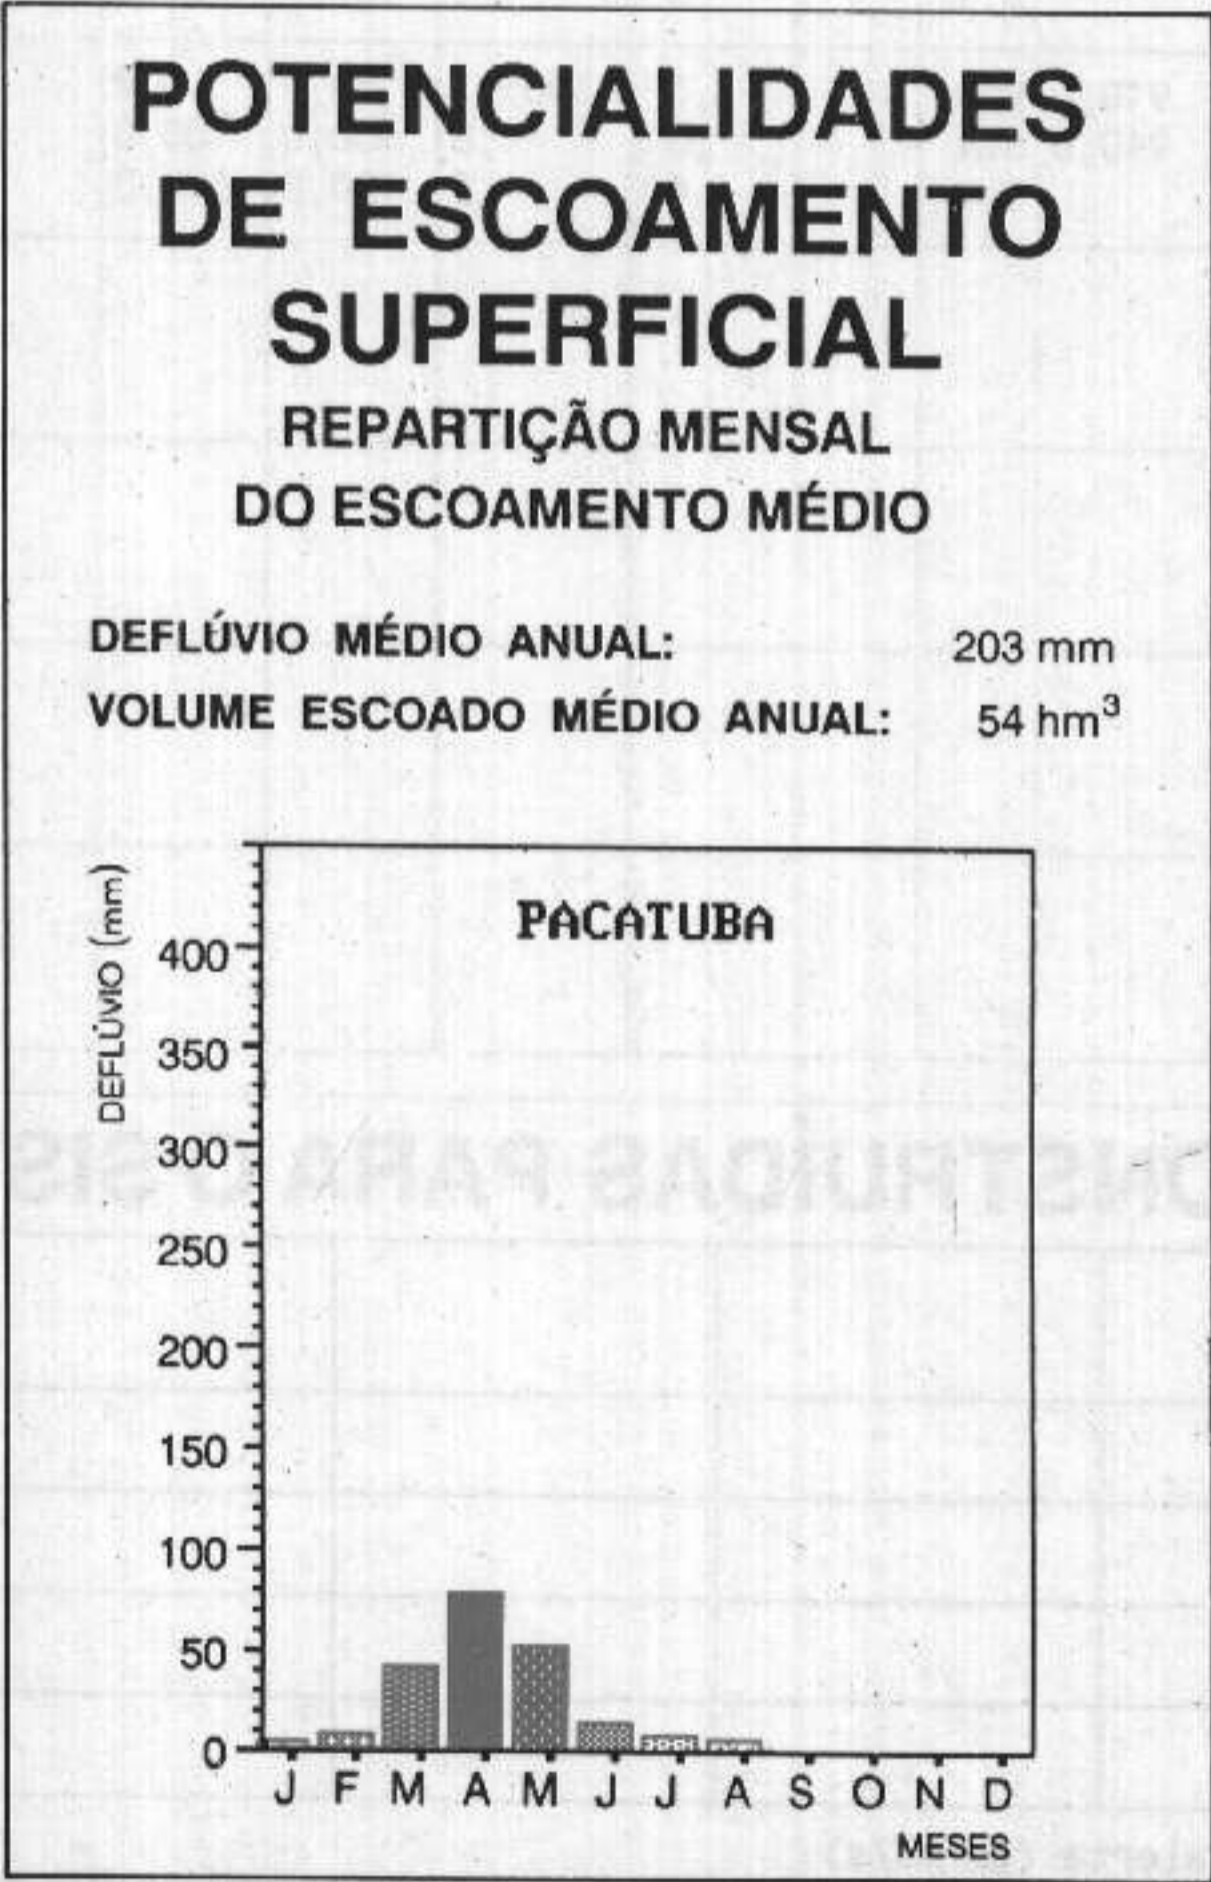 POTENCIALIDADES
DE ESCOAMENTO
SUPERFICIAL
REPARTIÇÃO MENSAL
DO ESCOAMENTO MÉDIO
DEFLÚVIO MÉDIO ANUAL: 203 mm
VOLUME ESCOADO MÉDIO ANUAL: 54 hm³
DEFLÚVIO (mm)
PACATUBA
400
350
300
250
200
150
100
50
0
J F M A M J J A S O N D
MESES